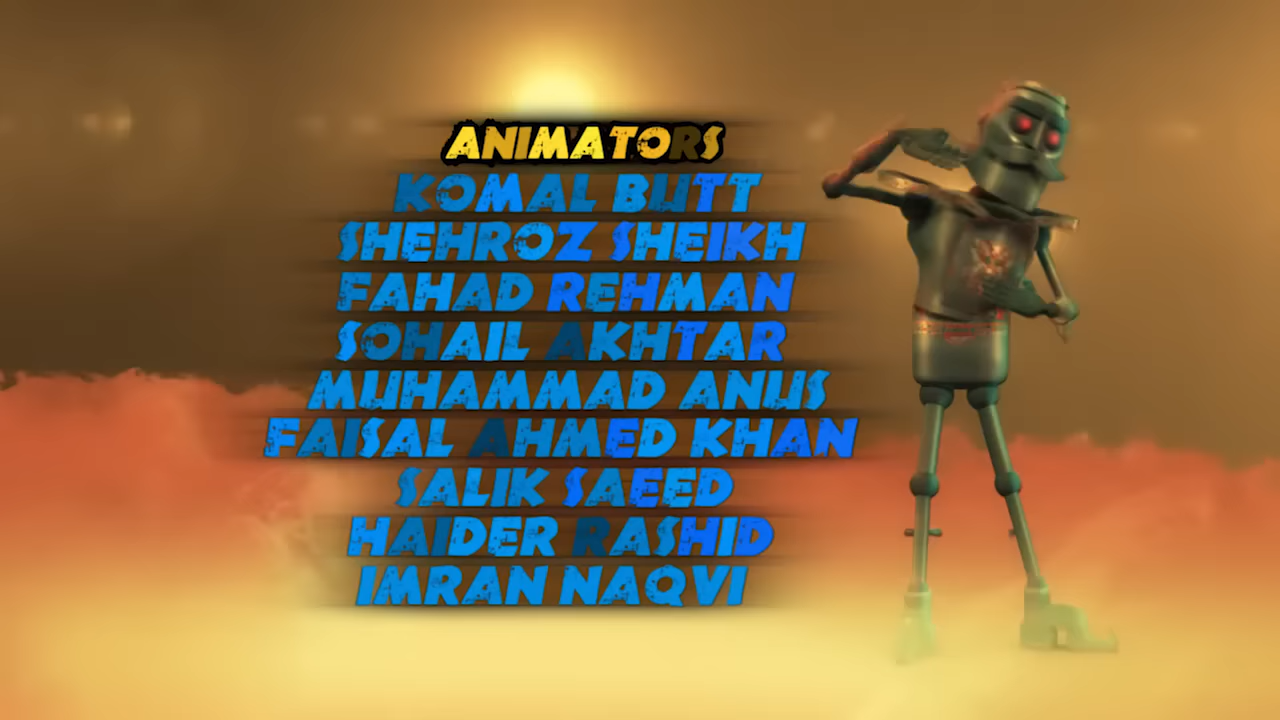 ANIMATORS
KOMAL BUTT
SHEHROZ SHEIKH
FAHAD REHMAN
SOHAIL AKHTAR
MUHAMMAD ANUS
FAISAL AHMED KHAN
SALIK SAEED
HAIDER RASHID
IMRAN NAQVI